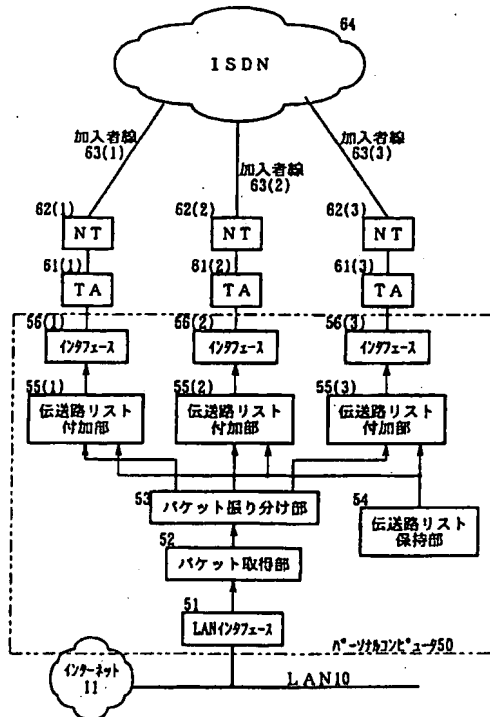 64
ISDN
加入者線
63(1)
加入者線
63(2)
加入者線
63(3)
62(1)
62(2)
62(3)
NT
NT
NT
61(1)
61(2)
61(3)
TA
TA
TA
56(1)
56(2)
56(3)
インタフェース
インタフェース
インタフェース
55(1)
55(2)
55(3)
伝送路リスト
付加部
伝送路リスト
付加部
伝送路リスト
付加部
53
パケット振り分け部
54
伝送路リスト
保持部
52
パケット取得部
51
LANインタフェース
パーソナルコンピュータ50
インターネット
11
LAN10